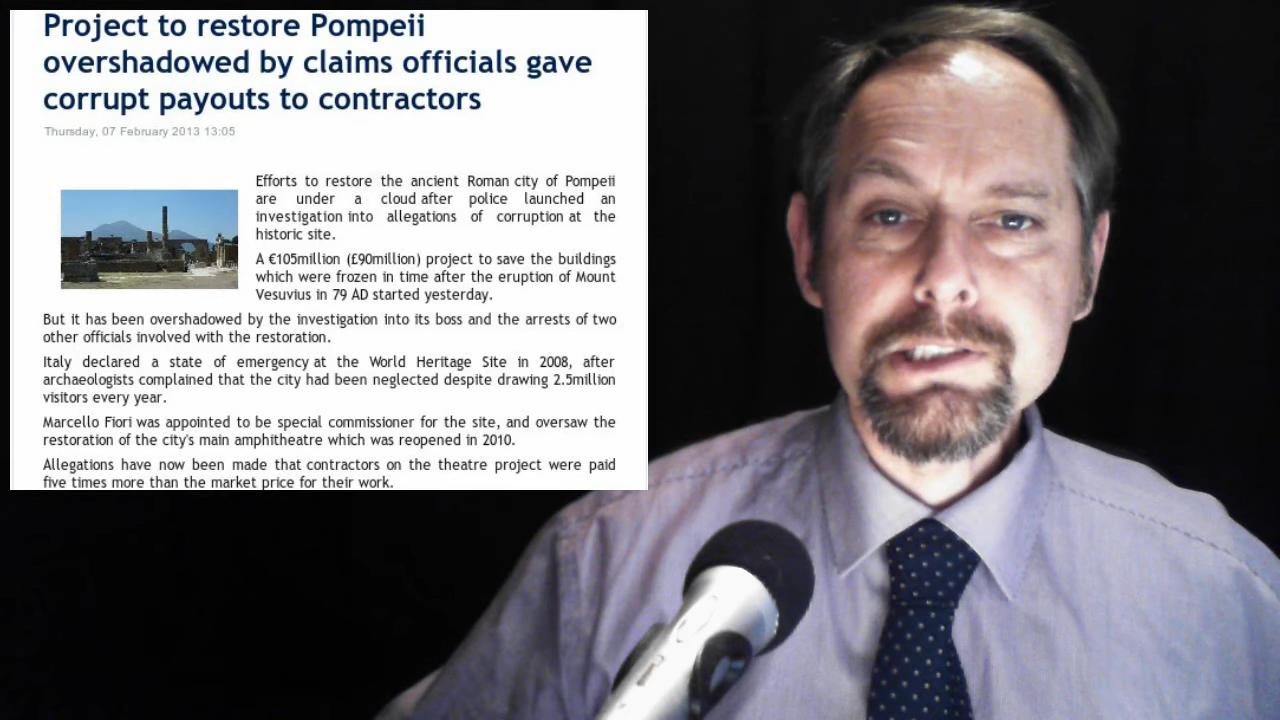 Project to restore Pompeii
overshadowed by claims officials gave
corrupt payouts to contractors
Thursday, 07 February 2013 13:05
Efforts to restore the ancient Roman city of Pompeii
are under a cloud after police launched an
investigation into allegations of corruption at the
historic site.
A €105million (£90million) project to save the buildings
which were frozen in time after the eruption of Mount
Vesuvius in 79 AD started yesterday.
But it has been overshadowed by the investigation into its boss and the arrests of two
other officials involved with the restoration.
Italy declared a state of emergency at the World Heritage Site in 2008, after
archaeologists complained that the city had been neglected despite drawing 2.5million
visitors every year.
Marcello Fiori was appointed to be special commissioner for the site, and oversaw the
restoration of the city's main amphitheatre which was reopened in 2010.
Allegations have now been made that contractors on the theatre project were paid
five times more than the market price for their work.